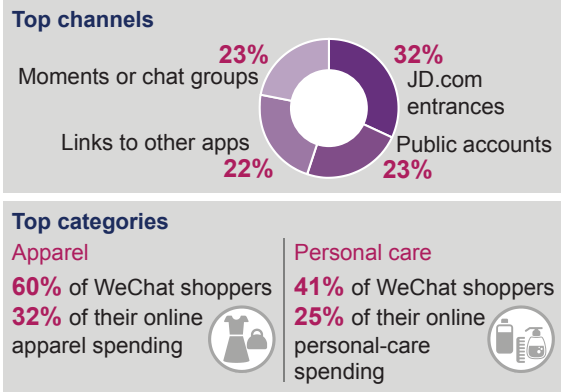 Top channels
23%
Moments or chat groups
32%
JD.com
entrances
Links to other apps
22%
Public accounts
23%
Top categories
Apparel
60% of WeChat shoppers
32% of their online
apparel spending
Personal care
41% of WeChat shoppers
25% of their online
personal-care
spending